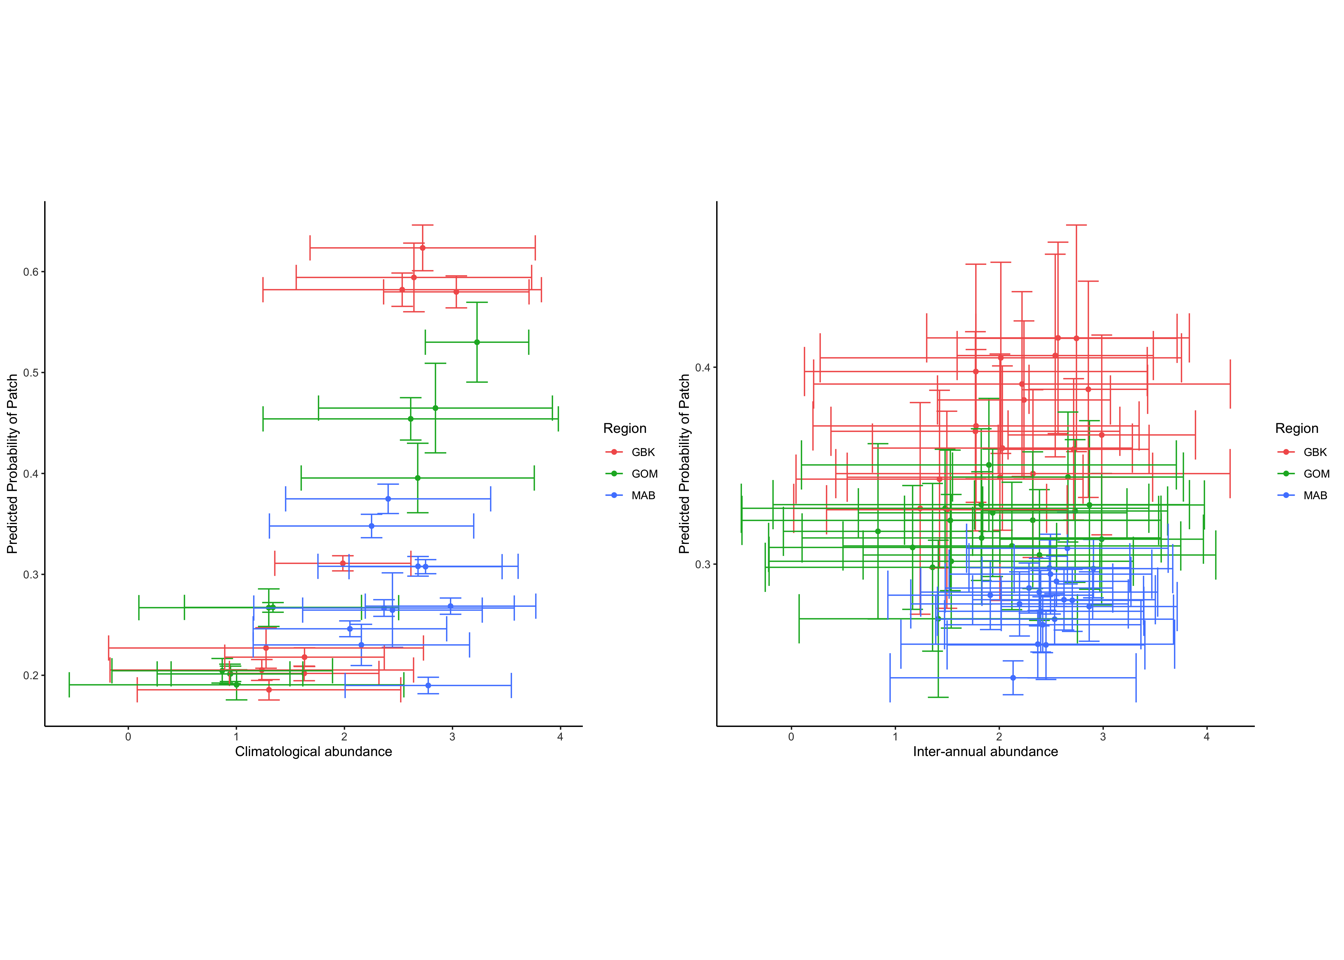 Predicted Probability of Patch
0.6
0.5
0.4
0.3
0.2
0 1 2 3 4
Climatological abundance
Region
GBK
GOM
MAB
Predicted Probability of Patch
0.4
0.3
0 1 2 3 4
Inter-annual abundance
Region
GBK
GOM
MAB